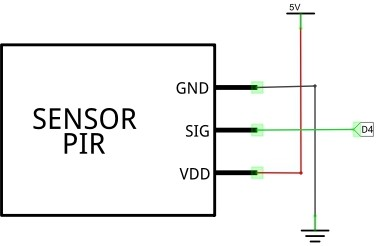 5V
GND
SENSOR
PIR
SIG
D4
VDD